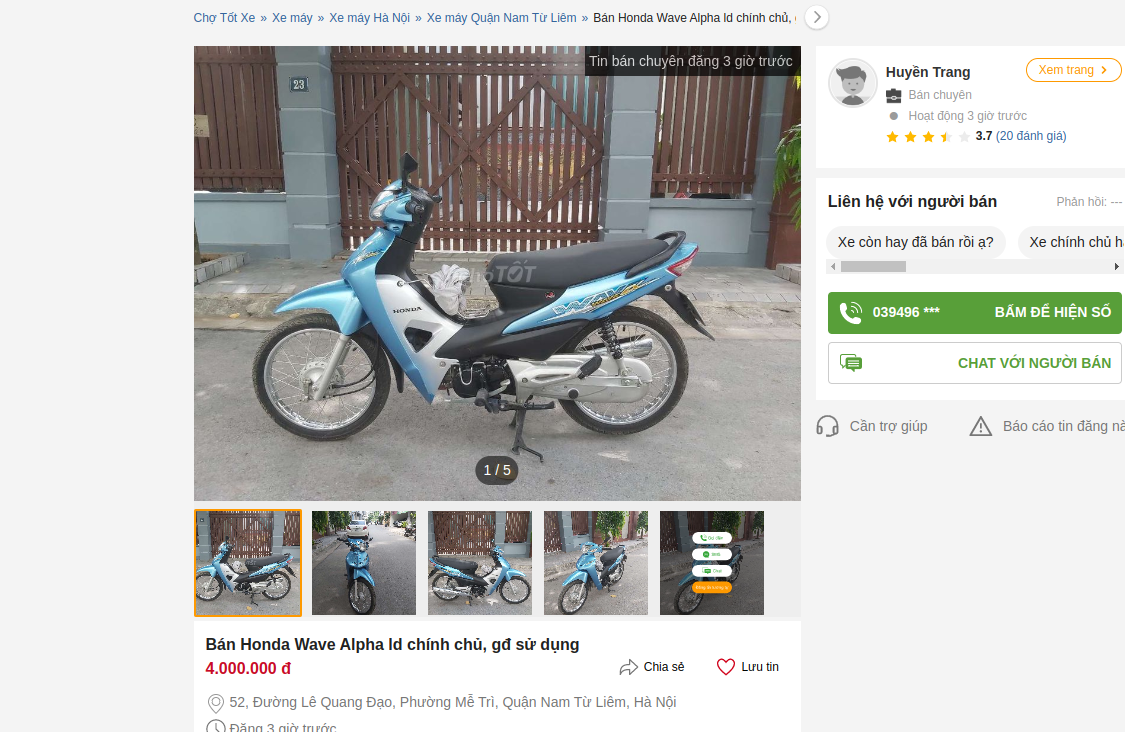 Chợ Tốt Xe » Xe máy » Xe máy Hà Nội » Xe máy Quận Nam Từ Liêm » Bán Honda Wave Alpha ld chính chủ,
Tin bán chuyên đăng 3 giờ trước
23
TỐT
HONDA
1 / 5
Huyền Trang
Xem trang
Bán chuyên
Hoạt động 3 giờ trước
3.7 (20 đánh giá)
Liên hệ với người bán
Phản hồi: ---
Xe còn hay đã bán rồi ạ?
Xe chính chủ
039496 ***
BẤM ĐỂ HIỆN SỐ
CHAT VỚI NGƯỜI BÁN
Cần trợ giúp
Báo cáo tin đăng
Bán Honda Wave Alpha ld chính chủ, gđ sử dụng
4.000.000 đ
Chia sẻ
Lưu tin
52, Đường Lê Quang Đạo, Phường Mễ Trì, Quận Nam Từ Liêm, Hà Nội
Đăng 3 giờ trước